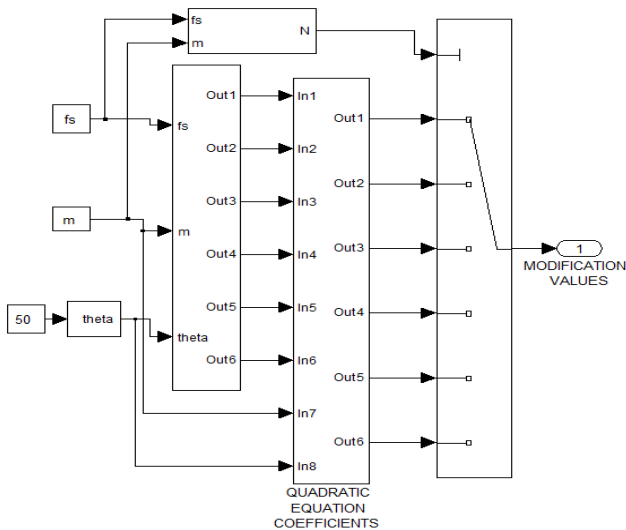 fs
m
N
fs
m
50
theta
fs
m
theta
Out1
Out2
Out3
Out4
Out5
Out6
In1
In2
In3
In4
In5
In6
In7
In8
Out1
Out2
Out3
Out4
Out5
Out6
QUADRATIC
EQUATION
COEFFICIENTS
1
MODIFICATION
VALUES